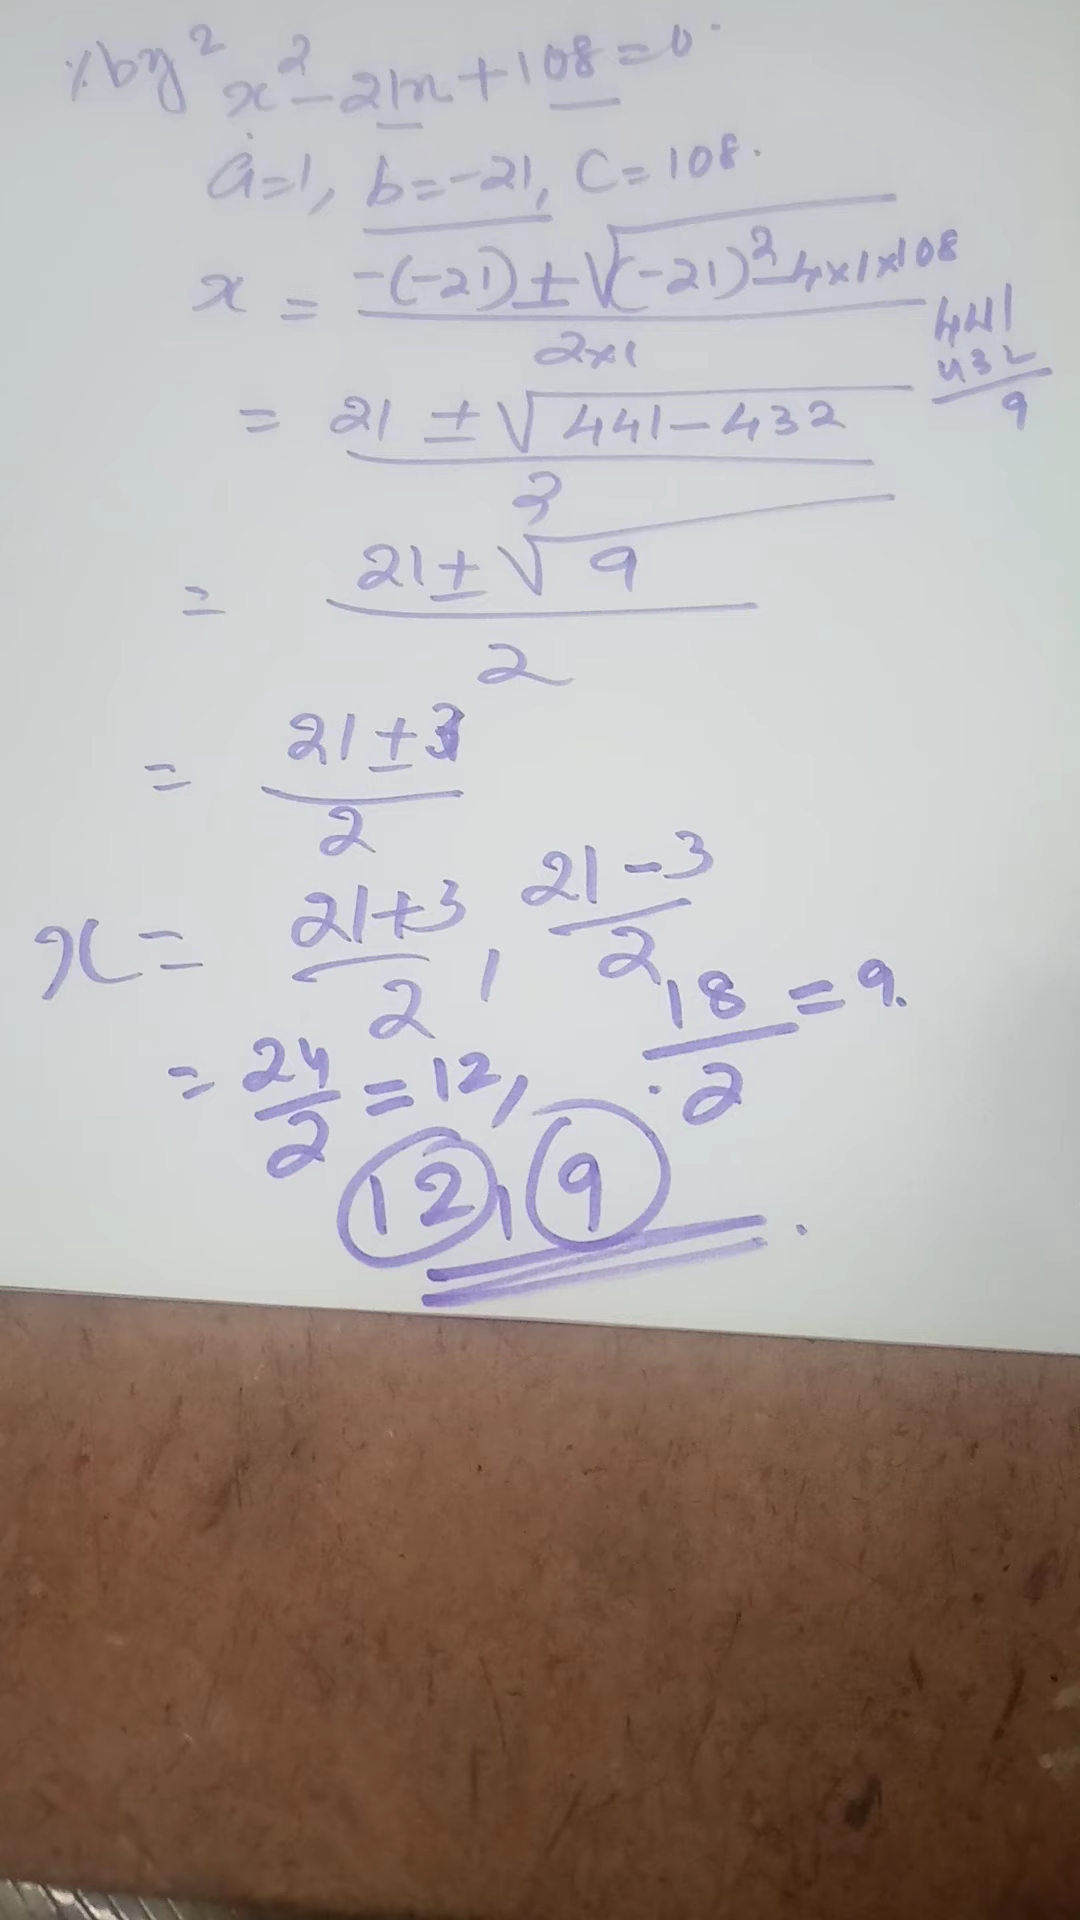 ÷ by 2 x² - 21x + 108 = 0.
a=1, b=-21, C=108.
x = -(-21) ± √(-21)² - 4×1×108
2×1
441
432
9
= 21 ± √441 - 432
2
= 21 ± √9
2
= 21 ± 3
2
x = 21+3 , 21-3
2 2
= 24/2 = 12, 18/2 = 9.
12, 9.